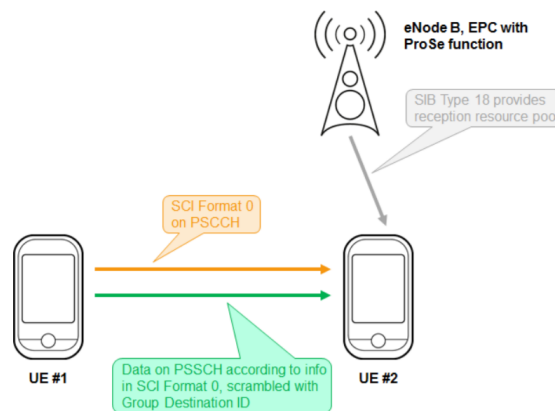 eNode B, EPC with
ProSe function
SIB Type 18 provides
reception resource poo
SCI Format 0
on PSCCH
UE #1
UE #2
Data on PSSCH according to info
in SCI Format 0, scrambled with
Group Destination ID